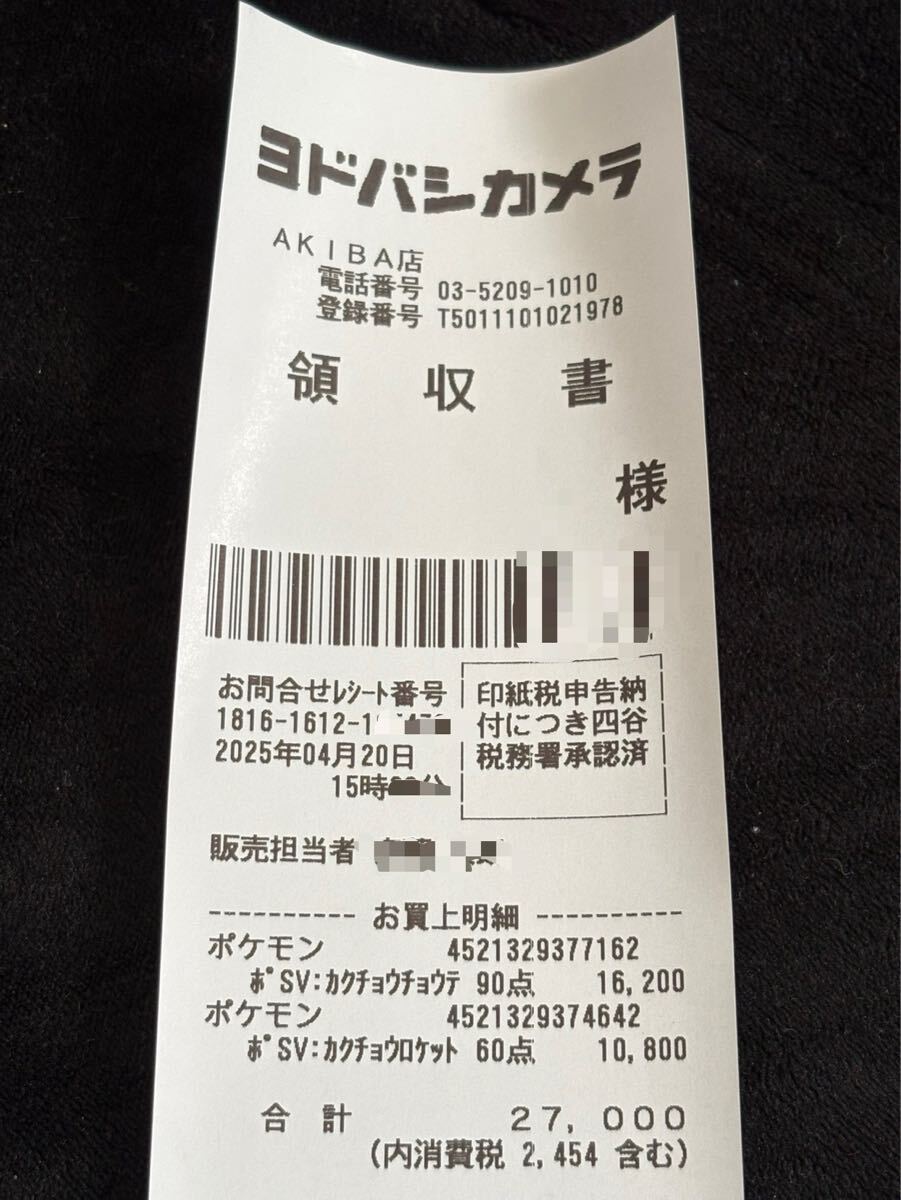 ヨドバシカメラ
AKIBA店
電話番号 03-5209-1010
登録番号 T5011101021978
領 収 書
様
お問合せﾚｼｰﾄ番号
1816-1612-1
2025年04月20日
15時 分
印紙税申告納
付につき四谷
税務署承認済
販売担当者
---------- お買上明細 ----------
ポケモン 4521329377162
ﾎﾟSV:ｶｸﾁｮｳﾁｮｳﾃ 90点 16,200
ポケモン 4521329374642
ﾎﾟSV:ｶｸﾁｮｳﾛｹｯﾄ 60点 10,800
合 計 27,000
(内消費税 2,454 含む)